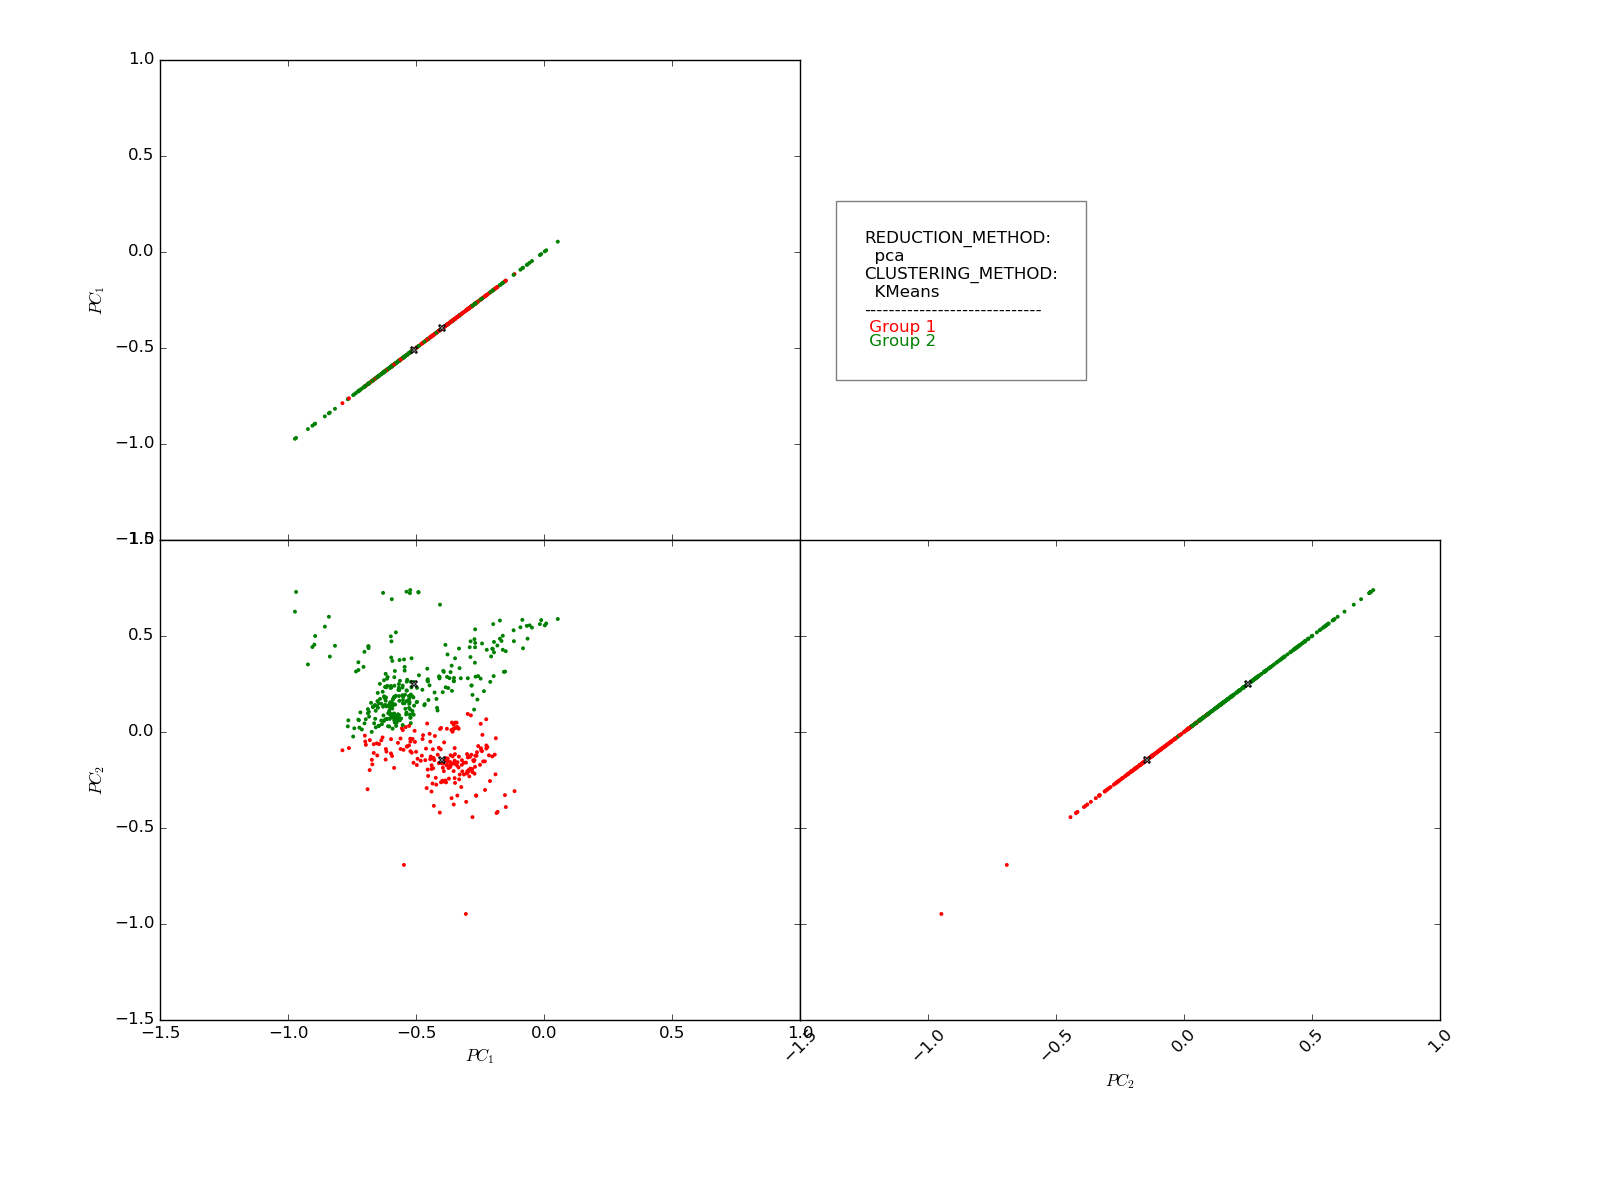 1.0
0.5
0.0
−0.5
−1.0
−1.5
PC1
REDUCTION_METHOD:
pca
CLUSTERING_METHOD:
KMeans
-----------------------------
Group 1
Group 2
1.0
0.5
0.0
−0.5
−1.0
−1.5
PC2
−1.5 −1.0 −0.5 0.0 0.5 1.0
PC1
−1.5 −1.0 −0.5 0.0 0.5 1.0
PC2